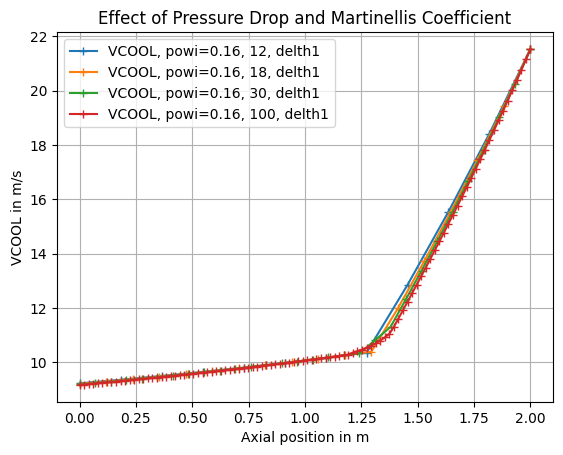 Effect of Pressure Drop and Martinellis Coefficient
VCOOL, powi=0.16, 12, delth1
VCOOL, powi=0.16, 18, delth1
VCOOL, powi=0.16, 30, delth1
VCOOL, powi=0.16, 100, delth1
VCOOL in m/s
22
20
18
16
14
12
10
0.00 0.25 0.50 0.75 1.00 1.25 1.50 1.75 2.00
Axial position in m